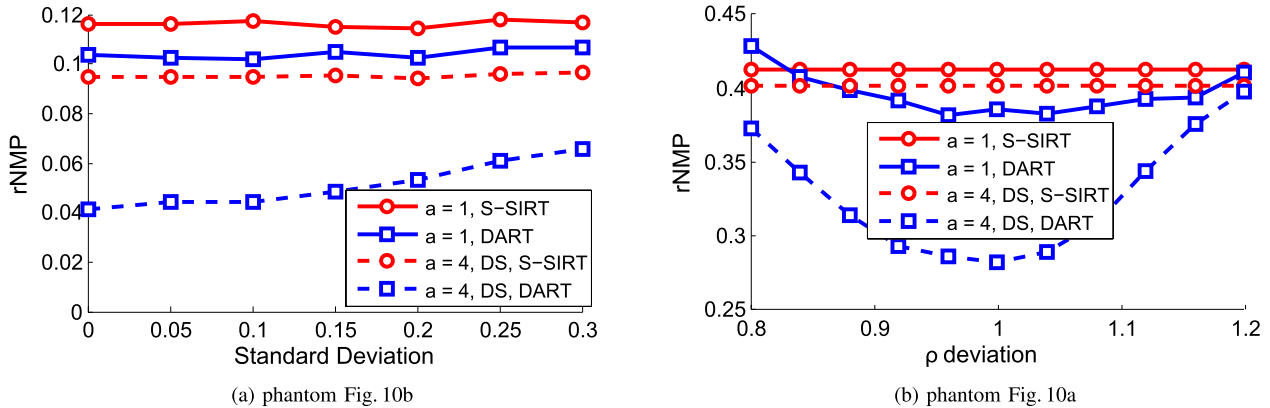 0.12
0.1
0.08
0.06
0.04
0.02
0
rNMP
0 0.05 0.1 0.15 0.2 0.25 0.3
Standard Deviation
a = 1, S−SIRT
a = 1, DART
a = 4, DS, S−SIRT
a = 4, DS, DART
(a) phantom Fig. 10b
0.45
0.4
0.35
0.3
0.25
rNMP
0.8 0.9 1 1.1 1.2
ρ deviation
a = 1, S−SIRT
a = 1, DART
a = 4, DS, S−SIRT
a = 4, DS, DART
(b) phantom Fig. 10a